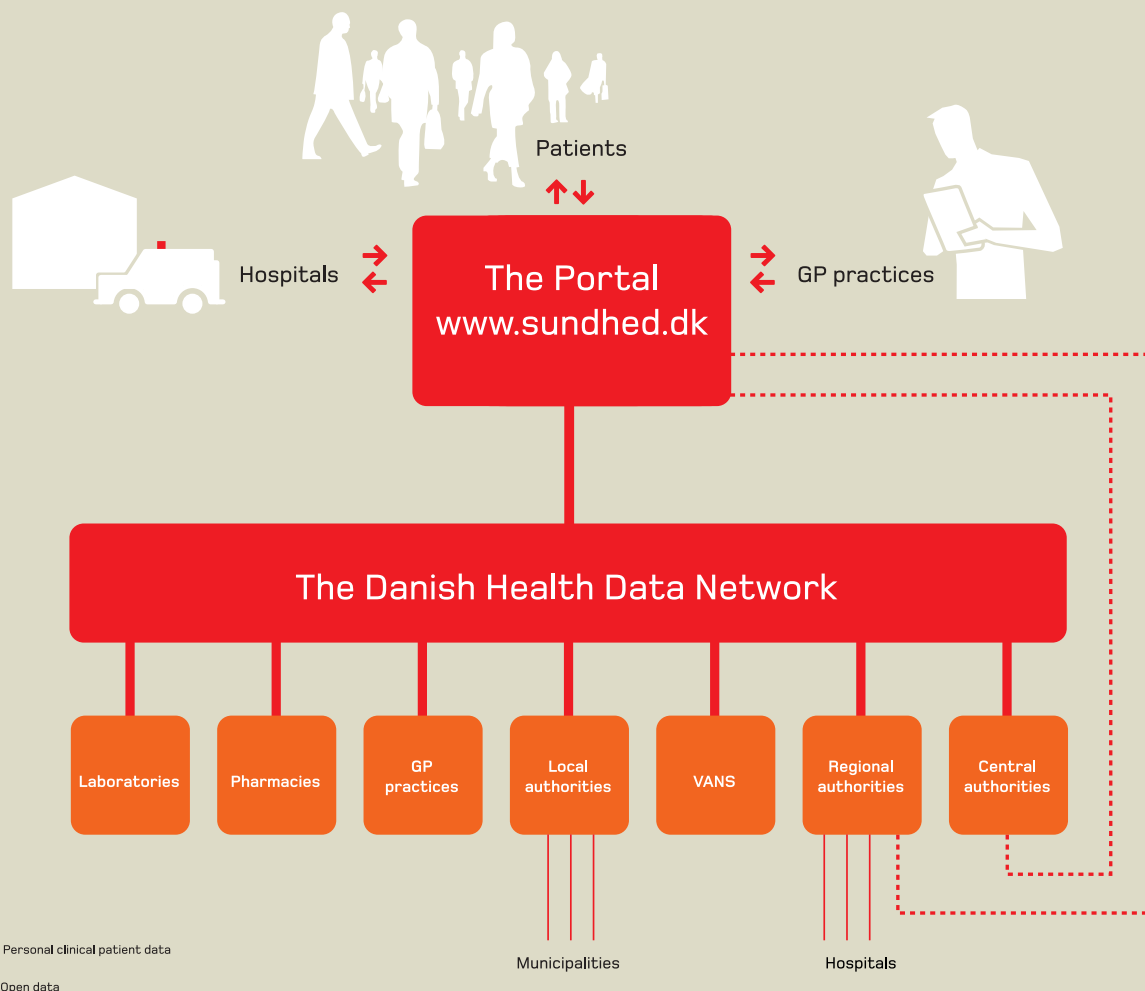 Patients
Hospitals
The Portal
www.sundhed.dk
GP practices
The Danish Health Data Network
Laboratories
Pharmacies
GP
practices
Local
authorities
VANS
Regional
authorities
Central
authorities
Personal clinical patient data
Municipalities
Hospitals
Open data